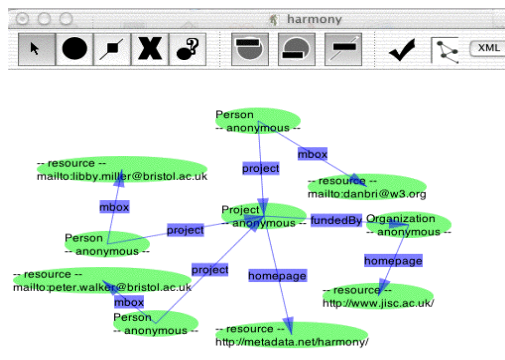 harmony
XML
Person
-- anonymous --
mbox
project
-- resource --
mailto:libby.miller@bristol.ac.uk
-- resource --
mailto:danbri@w3.org
mbox
Project
-- anonymous --
fundedBy
Organization
-- anonymous --
project
Person
-- anonymous --
homepage
project
homepage
-- resource --
mailto:peter.walker@bristol.ac.uk
-- resource --
http://www.jisc.ac.uk/
mbox
Person
-- anonymous --
-- resource --
http://metadata.net/harmony/